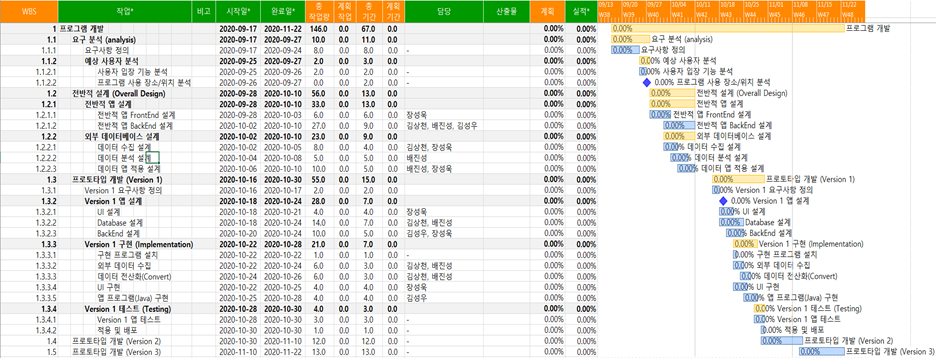 WBS 작업* 비고 시작일* 완료일* 총 작업량 계획 작업 총 기간 계획 기간 담당 산출물 계획 실적* 09/13 W38 09/20 W39 09/27 W40 10/04 W41 10/11 W42 10/18 W43 10/25 W44 11/01 W45 11/08 W46 11/15 W47 11/22 W48
1 프로그램 개발 2020-09-17 2020-11-22 146.0 0.0 67.0 0.0 0.00% 0.00% 0.00% 프로그램 개발
1.1 요구 분석 (analysis) 2020-09-17 2020-09-27 10.0 0.0 11.0 0.0 0.00% 0.00% 0.00% 요구 분석 (analysis)
1.1.1 요구사항 정의 2020-09-17 2020-09-24 8.0 0.0 8.0 0.0 - 0.00% 0.00% 0.00% 요구사항 정의
1.1.2 예상 사용자 분석 2020-09-25 2020-09-27 2.0 0.0 3.0 0.0 0.00% 0.00% 0.00% 예상 사용자 분석
1.1.2.1 사용자 입장 기능 분석 2020-09-25 2020-09-26 2.0 0.0 2.0 0.0 - 0.00% 0.00% 0.00% 사용자 입장 기능 분석
1.1.2.2 프로그램 사용 장소/위치 분석 2020-09-26 2020-09-27 0.0 0.0 2.0 0.0 - 0.00% 0.00% 0.00% 프로그램 사용 장소/위치 분석
1.2 전반적 설계 (Overall Design) 2020-09-28 2020-10-10 56.0 0.0 13.0 0.0 0.00% 0.00% 0.00% 전반적 설계 (Overall Design)
1.2.1 전반적 앱 설계 2020-09-28 2020-10-10 33.0 0.0 13.0 0.0 0.00% 0.00% 0.00% 전반적 앱 설계
1.2.1.1 전반적 앱 FrontEnd 설계 2020-09-28 2020-10-03 6.0 0.0 6.0 0.0 장성욱 0.00% 0.00% 0.00% 전반적 앱 FrontEnd 설계
1.2.1.2 전반적 앱 BackEnd 설계 2020-10-02 2020-10-10 27.0 0.0 9.0 0.0 김상천, 배진성, 김성우 0.00% 0.00% 0.00% 전반적 앱 BackEnd 설계
1.2.2 외부 데이터베이스 설계 2020-10-02 2020-10-10 23.0 0.0 9.0 0.0 0.00% 0.00% 0.00% 외부 데이터베이스 설계
1.2.2.1 데이터 수집 설계 2020-10-02 2020-10-05 8.0 0.0 4.0 0.0 김상천, 장성욱 0.00% 0.00% 0.00% 데이터 수집 설계
1.2.2.2 데이터 분석 설계 2020-10-04 2020-10-08 5.0 0.0 5.0 0.0 배진성 0.00% 0.00% 0.00% 데이터 분석 설계
1.2.2.3 데이터 앱 적용 설계 2020-10-06 2020-10-10 10.0 0.0 5.0 0.0 배진성, 장성욱 0.00% 0.00% 0.00% 데이터 앱 적용 설계
1.3 프로토타입 개발 (Version 1) 2020-10-16 2020-10-30 55.0 0.0 15.0 0.0 0.00% 0.00% 0.00% 프로토타입 개발 (Version 1)
1.3.1 Version 1 요구사항 정의 2020-10-16 2020-10-17 2.0 0.0 2.0 0.0 0.00% 0.00% 0.00% Version 1 요구사항 정의
1.3.2 Version 1 앱 설계 2020-10-18 2020-10-24 28.0 0.0 7.0 0.0 0.00% 0.00% 0.00% Version 1 앱 설계
1.3.2.1 UI 설계 2020-10-18 2020-10-21 4.0 0.0 4.0 0.0 장성욱 0.00% 0.00% 0.00% UI 설계
1.3.2.2 Database 설계 2020-10-18 2020-10-24 14.0 0.0 7.0 0.0 김상천, 배진성 0.00% 0.00% 0.00% Database 설계
1.3.2.3 BackEnd 설계 2020-10-20 2020-10-24 10.0 0.0 5.0 0.0 김성우, 장성욱 0.00% 0.00% 0.00% BackEnd 설계
1.3.3 Version 1 구현 (Implementation) 2020-10-22 2020-10-28 21.0 0.0 7.0 0.0 0.00% 0.00% 0.00% Version 1 구현 (Implementation)
1.3.3.1 구현 프로그램 설치 2020-10-22 2020-10-22 1.0 0.0 1.0 0.0 - 0.00% 0.00% 0.00% 구현 프로그램 설치
1.3.3.2 외부 데이터 수집 2020-10-22 2020-10-24 6.0 0.0 3.0 0.0 김상천, 배진성 0.00% 0.00% 0.00% 외부 데이터 수집
1.3.3.3 데이터 전산화(Convert) 2020-10-24 2020-10-26 6.0 0.0 3.0 0.0 김상천, 배진성 0.00% 0.00% 0.00% 데이터 전산화(Convert)
1.3.3.4 UI 구현 2020-10-22 2020-10-25 4.0 0.0 4.0 0.0 장성욱 0.00% 0.00% 0.00% UI 구현
1.3.3.5 앱 프로그램(Java) 구현 2020-10-25 2020-10-28 4.0 0.0 4.0 0.0 김성우 0.00% 0.00% 0.00% 앱 프로그램(Java) 구현
1.3.4 Version 1 테스트 (Testing) 2020-10-28 2020-10-30 4.0 0.0 3.0 0.0 0.00% 0.00% 0.00% Version 1 테스트 (Testing)
1.3.4.1 Version 1 앱 테스트 2020-10-28 2020-10-30 3.0 0.0 3.0 0.0 - 0.00% 0.00% 0.00% Version 1 앱 테스트
1.3.4.2 적용 및 배포 2020-10-30 2020-10-30 1.0 0.0 1.0 0.0 - 0.00% 0.00% 0.00% 적용 및 배포
1.4 프로토타입 개발 (Version 2) 2020-10-30 2020-11-10 12.0 0.0 12.0 0.0 - 0.00% 0.00% 0.00% 프로토타입 개발 (Version 2)
1.5 프로토타입 개발 (Version 3) 2020-11-10 2020-11-22 13.0 0.0 13.0 0.0 - 0.00% 0.00% 0.00% 프로토타입 개발 (Version 3)